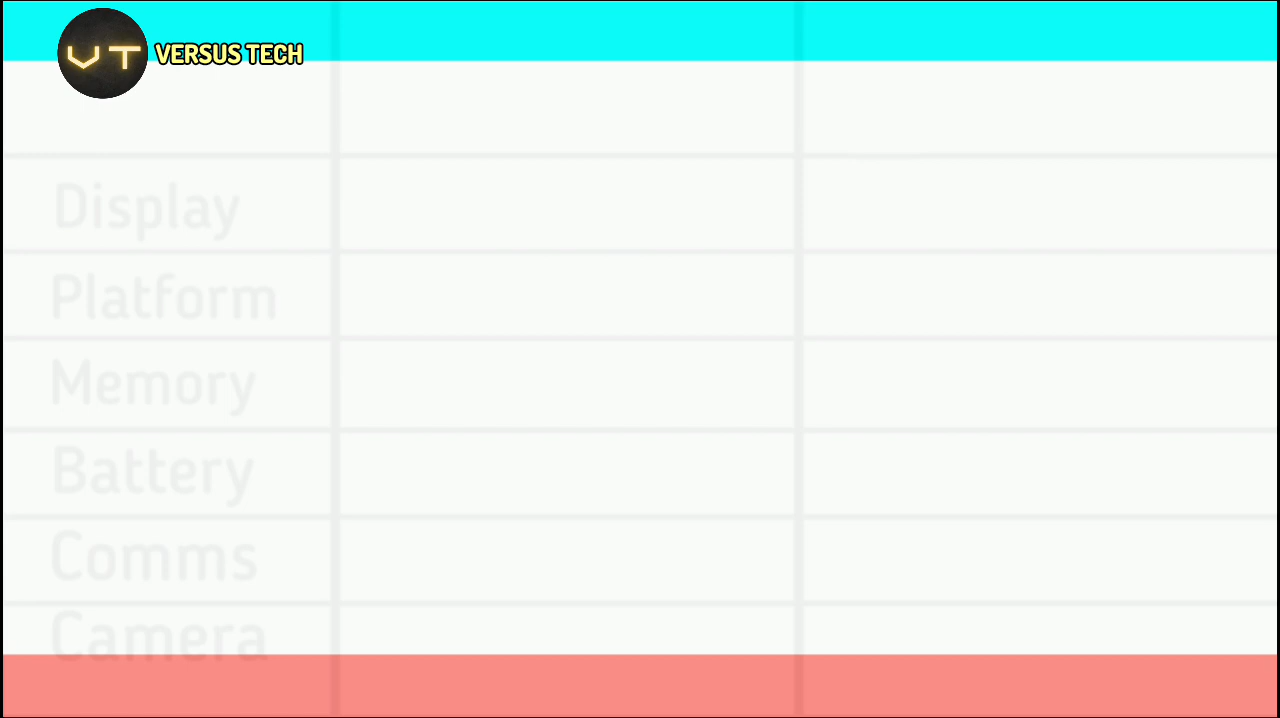 VT VERSUS TECH
Display
Platform
Memory
Battery
Comms
Camera